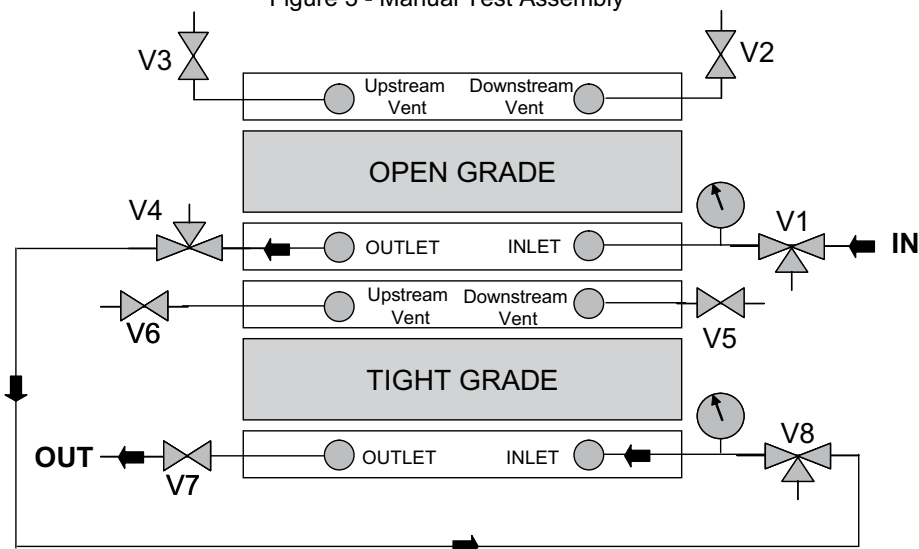 Figure 5 - Manual Test Assembly
V3
V2
Upstream
Vent
Downstream
Vent
OPEN GRADE
V4
V1
OUTLET
INLET
IN
Upstream
Vent
Downstream
Vent
V6
V5
TIGHT GRADE
V8
OUT
OUTLET
INLET
V7